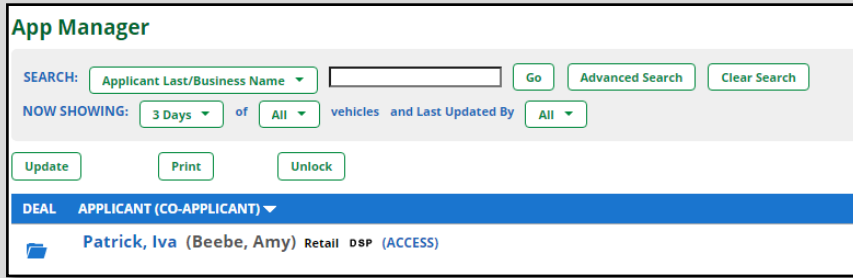 App Manager
SEARCH: Applicant Last/Business Name Go Advanced Search Clear Search
NOW SHOWING: 3 Days of All vehicles and Last Updated By All
Update Print Unlock
DEAL APPLICANT (CO-APPLICANT)
Patrick, Iva (Beebe, Amy) Retail DSP (ACCESS)